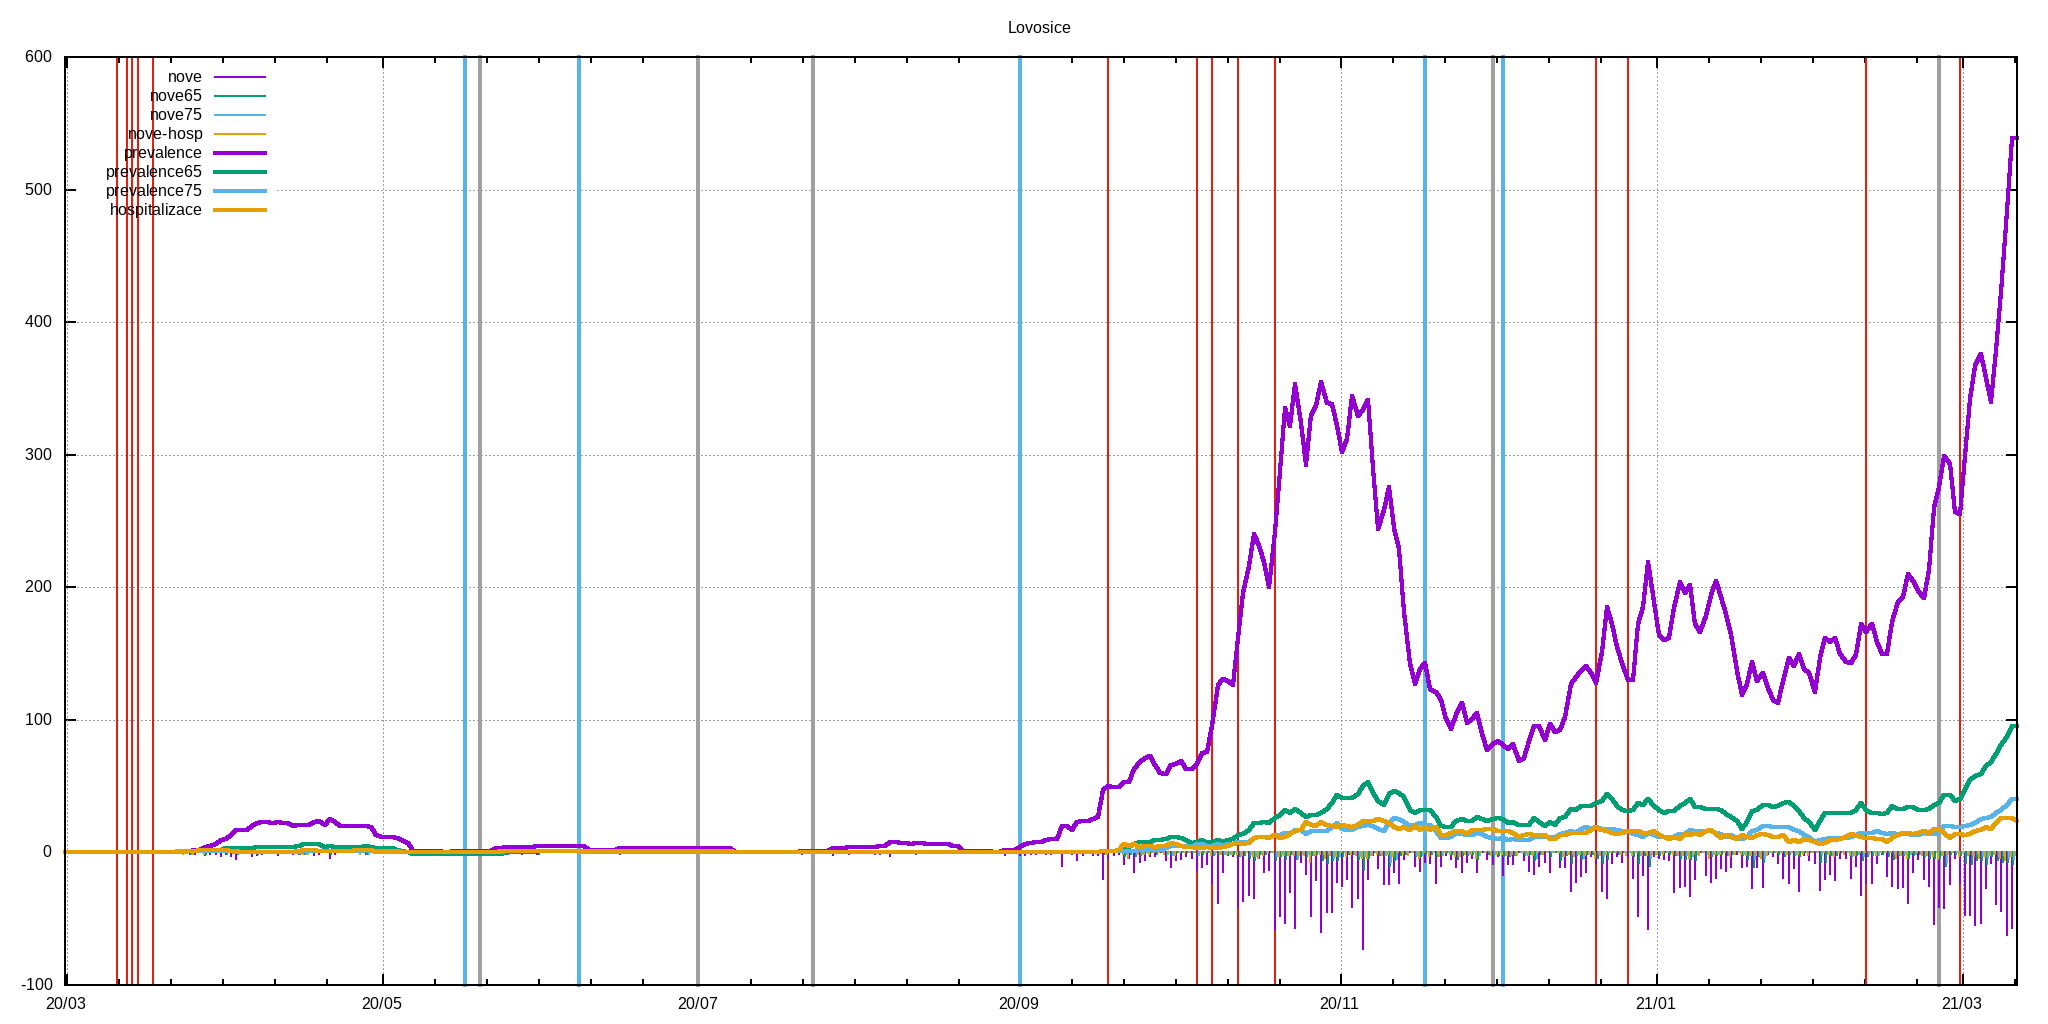 Lovosice
600
500
400
300
200
100
0
-100
nove
nove65
nove75
nove-hosp
prevalence
prevalence65
prevalence75
hospitalizace
20/03 20/05 20/07 20/09 20/11 21/01 21/03